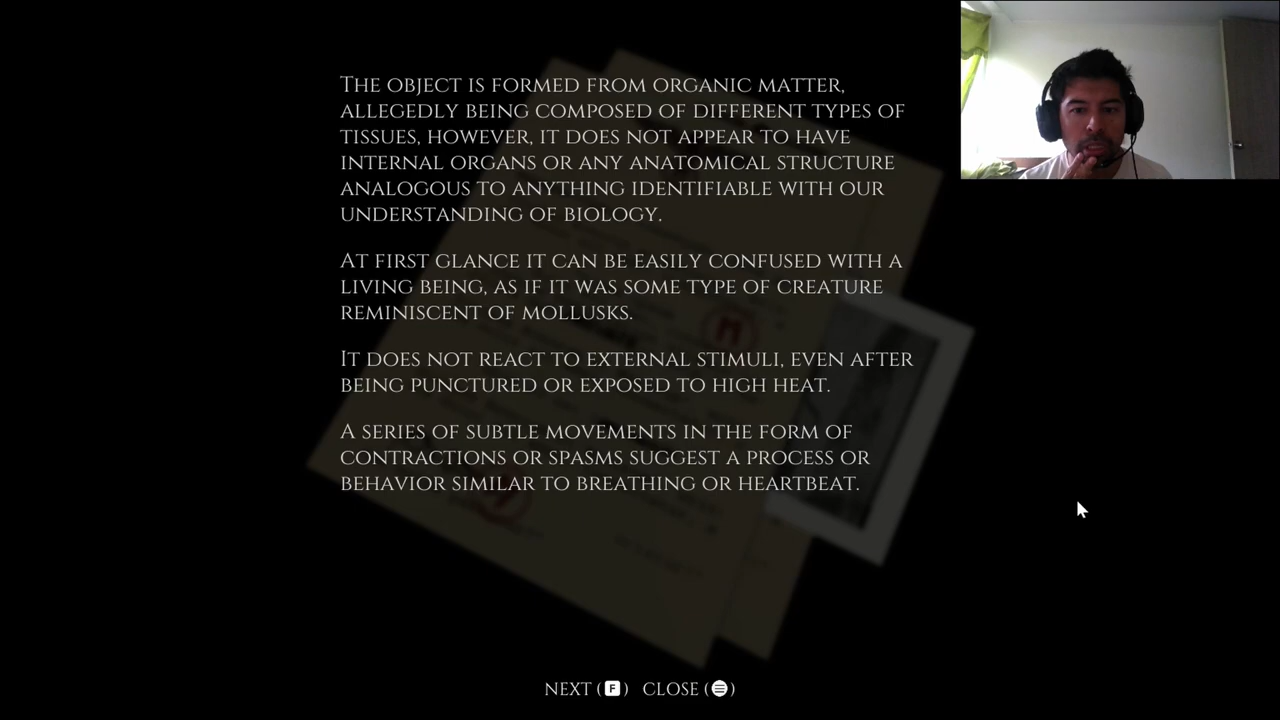 The object is formed from organic matter,
allegedly being composed of different types of
tissues, however, it does not appear to have
internal organs or any anatomical structure
analogous to anything identifiable with our
understanding of biology.
At first glance it can be easily confused with a
living being, as if it was some type of creature
reminiscent of mollusks.
It does not react to external stimuli, even after
being punctured or exposed to high heat.
A series of subtle movements in the form of
contractions or spasms suggest a process or
behavior similar to breathing or heartbeat.
Next (F) Close (☰)